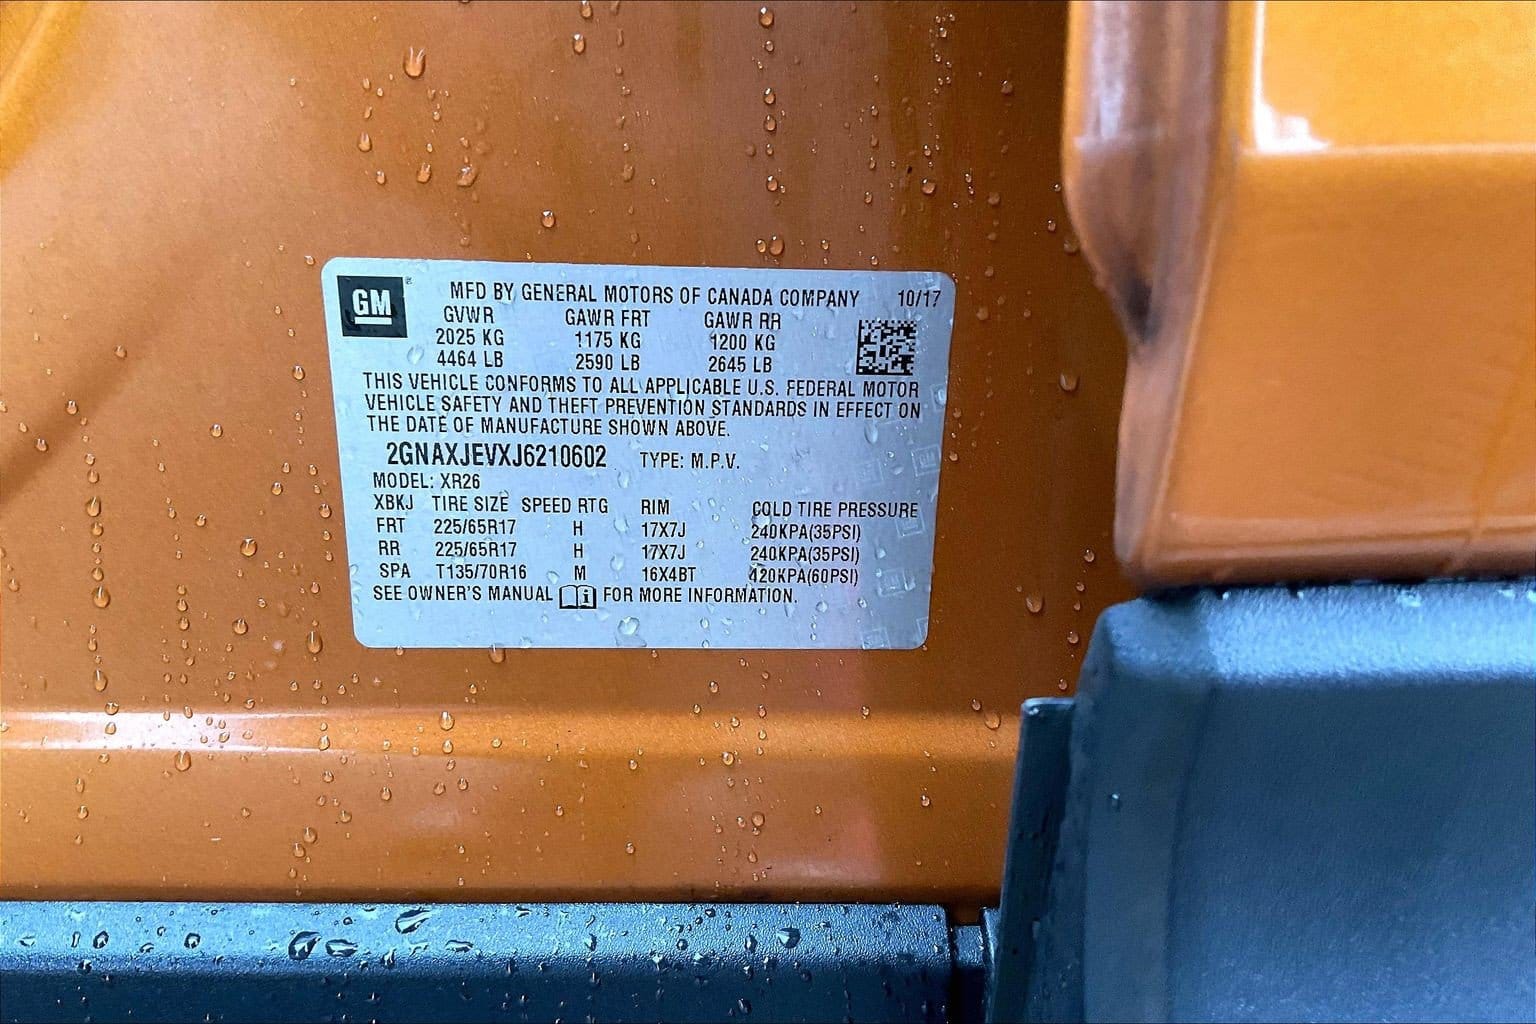 GM MFD BY GENERAL MOTORS OF CANADA COMPANY 10/17
GVWR GAWR FRT GAWR RR
2025 KG 1175 KG 1200 KG
4464 LB 2590 LB 2645 LB
THIS VEHICLE CONFORMS TO ALL APPLICABLE U.S. FEDERAL MOTOR
VEHICLE SAFETY AND THEFT PREVENTION STANDARDS IN EFFECT ON
THE DATE OF MANUFACTURE SHOWN ABOVE.
2GNAXJEVXJ6210602 TYPE: M.P.V.
MODEL: XR26
XBKJ TIRE SIZE SPEED RTG RIM COLD TIRE PRESSURE
FRT 225/65R17 H 17X7J 240KPA(35PSI)
RR 225/65R17 H 17X7J 240KPA(35PSI)
SPA T135/70R16 M 16X4BT 420KPA(60PSI)
SEE OWNER'S MANUAL FOR MORE INFORMATION.